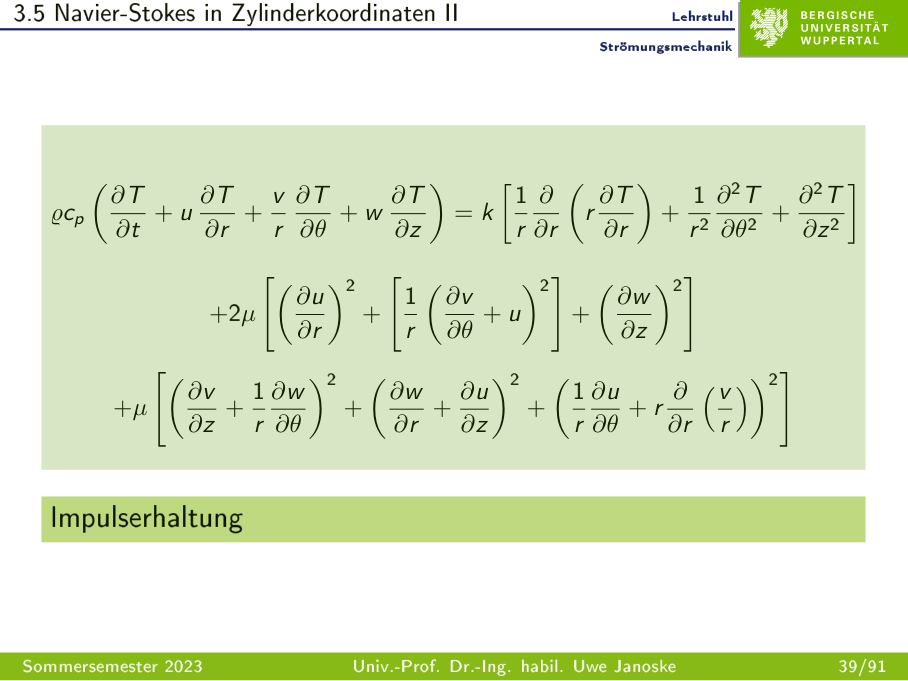 3.5 Navier-Stokes in Zylinderkoordinaten II
Lehrstuhl
Strömungsmechanik
BERGISCHE
UNIVERSITÄT
WUPPERTAL
$\varrho c_p \left( \frac{\partial T}{\partial t} + u \frac{\partial T}{\partial r} + \frac{v}{r} \frac{\partial T}{\partial \theta} + w \frac{\partial T}{\partial z} \right) = k \left[ \frac{1}{r} \frac{\partial}{\partial r} \left( r \frac{\partial T}{\partial r} \right) + \frac{1}{r^2} \frac{\partial^2 T}{\partial \theta^2} + \frac{\partial^2 T}{\partial z^2} \right]$
$+2\mu \left[ \left( \frac{\partial u}{\partial r} \right)^2 + \left[ \frac{1}{r} \left( \frac{\partial v}{\partial \theta} + u \right)^2 \right] + \left( \frac{\partial w}{\partial z} \right)^2 \right]$
$+\mu \left[ \left( \frac{\partial v}{\partial z} + \frac{1}{r} \frac{\partial w}{\partial \theta} \right)^2 + \left( \frac{\partial w}{\partial r} + \frac{\partial u}{\partial z} \right)^2 + \left( \frac{1}{r} \frac{\partial u}{\partial \theta} + r \frac{\partial}{\partial r} \left( \frac{v}{r} \right) \right)^2 \right]$
Impulserhaltung
Sommersemester 2023
Univ.-Prof. Dr.-Ing. habil. Uwe Janoske
39/91